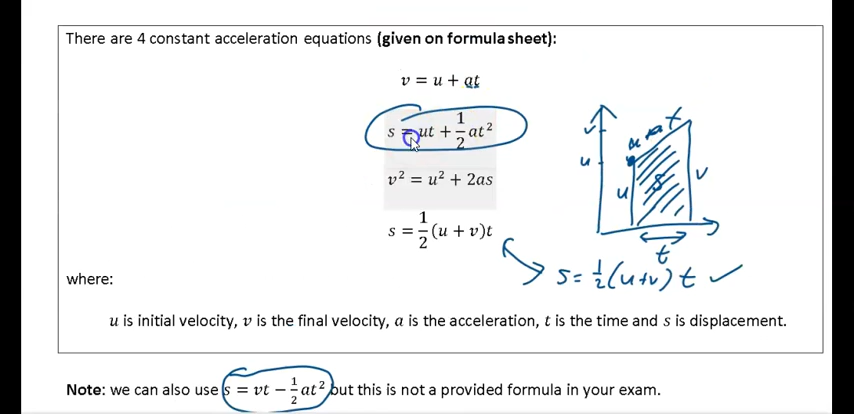 There are 4 constant acceleration equations (given on formula sheet):
v = u + at
s = ut + 1/2 at²
v² = u² + 2as
s = 1/2 (u + v)t
v
u
u
s
v
t
s = 1/2 (u+v) t ✓
where:
u is initial velocity, v is the final velocity, a is the acceleration, t is the time and s is displacement.
Note: we can also use s = vt − 1/2 at² but this is not a provided formula in your exam.